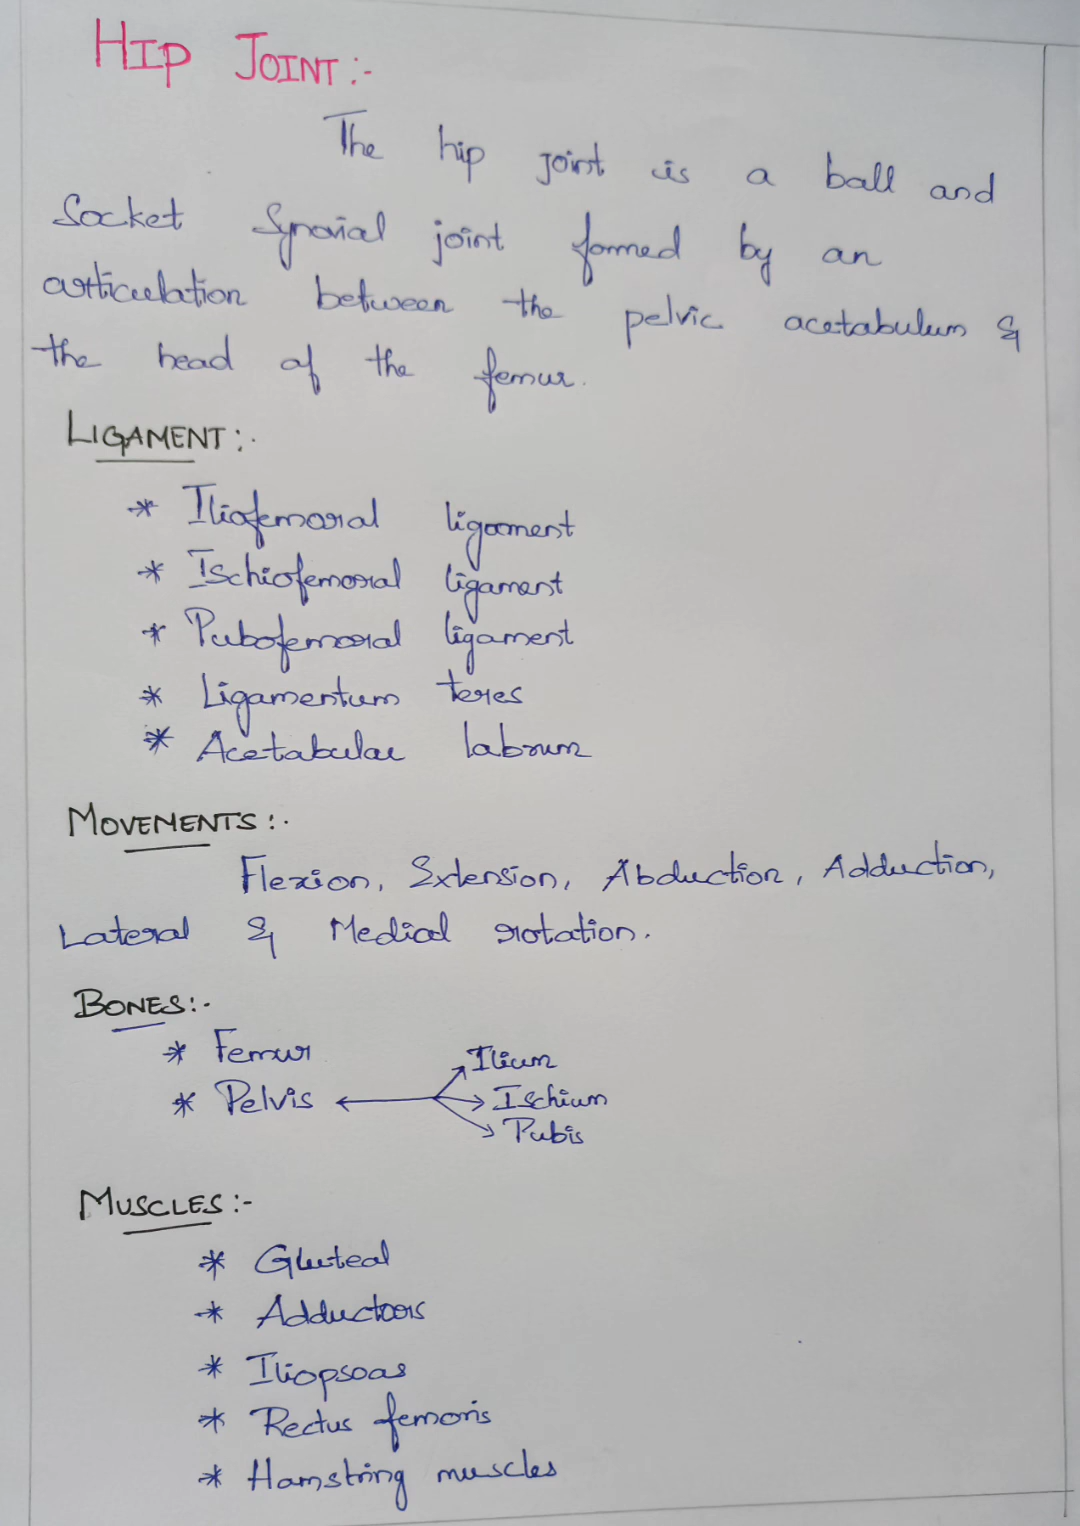 HIP JOINT :-
The hip joint is a ball and
Socket Synovial joint formed by an
articulation between the pelvic acetabulum &
the head of the femur.
LIGAMENT :-
* Iliofemoral ligament
* Ischiofemoral ligament
* Pubofemoral ligament
* Ligamentum teres
* Acetabular labrum
MOVEMENTS :-
Flexion, Extension, Abduction, Adduction,
Lateral & Medial rotation.
BONES :-
* Femur
Ilium
* Pelvis Ischium
Pubis
MUSCLES :-
* Gluteal
* Adductors
* Iliopsoas
* Rectus femoris
* Hamstring muscles